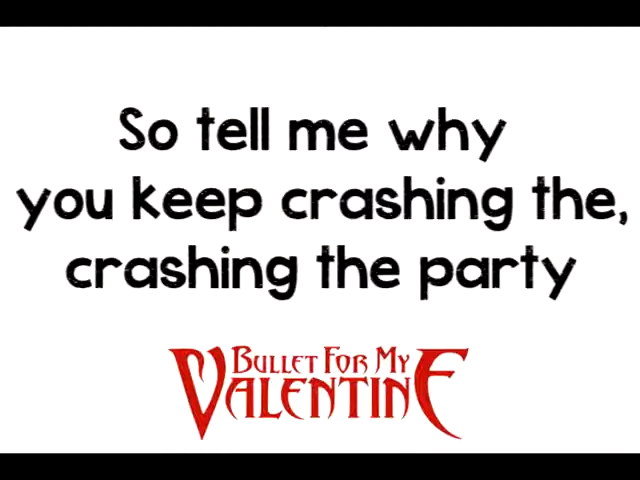 So tell me why
you keep crashing the,
crashing the party
BULLET FOR MY
VALENTINE